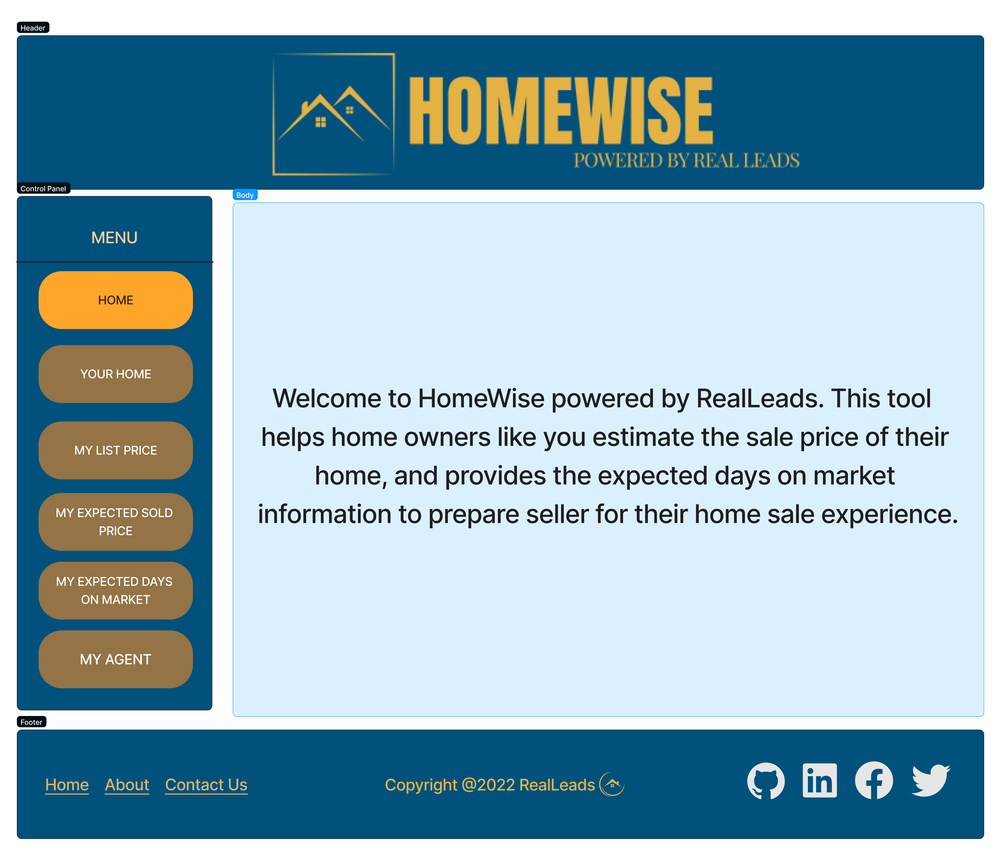 Header
HOMEWISE
POWERED BY REAL LEADS
Control Panel
MENU
HOME
YOUR HOME
MY LIST PRICE
MY EXPECTED SOLD
PRICE
MY EXPECTED DAYS
ON MARKET
MY AGENT
Body
Welcome to HomeWise powered by RealLeads. This tool
helps home owners like you estimate the sale price of their
home, and provides the expected days on market
information to prepare seller for their home sale experience.
Footer
Home About Contact Us
Copyright @2022 RealLeads
in